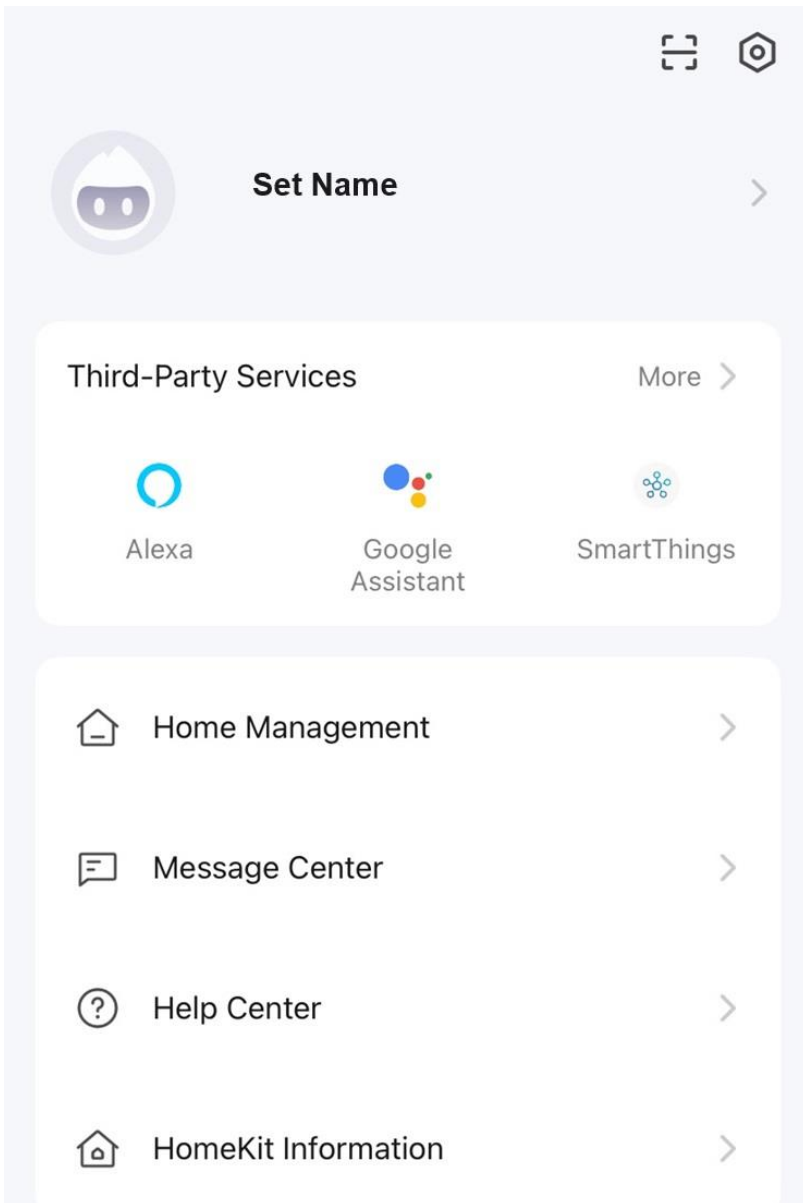 Set Name
Third-Party Services More
Alexa
Google
Assistant
SmartThings
Home Management
Message Center
Help Center
HomeKit Information